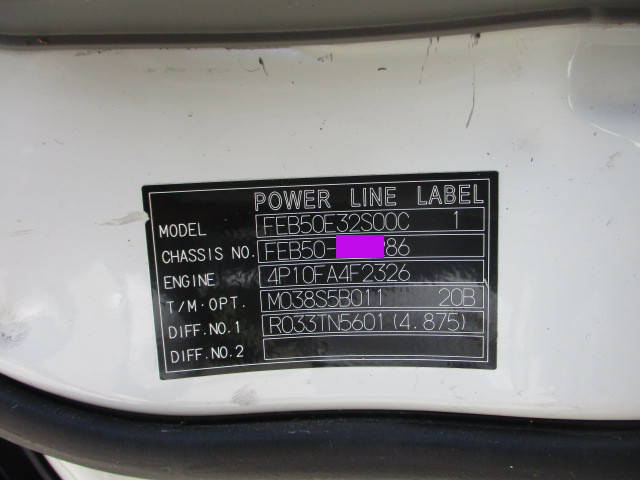 POWER LINE LABEL
MODEL FEB50E32S00C 1
CHASSIS NO. FEB50- 86
ENGINE 4P10FA4F2326
T/M·OPT. M038S5B011 20B
DIFF.NO.1 R033TN5601(4.875)
DIFF.NO.2